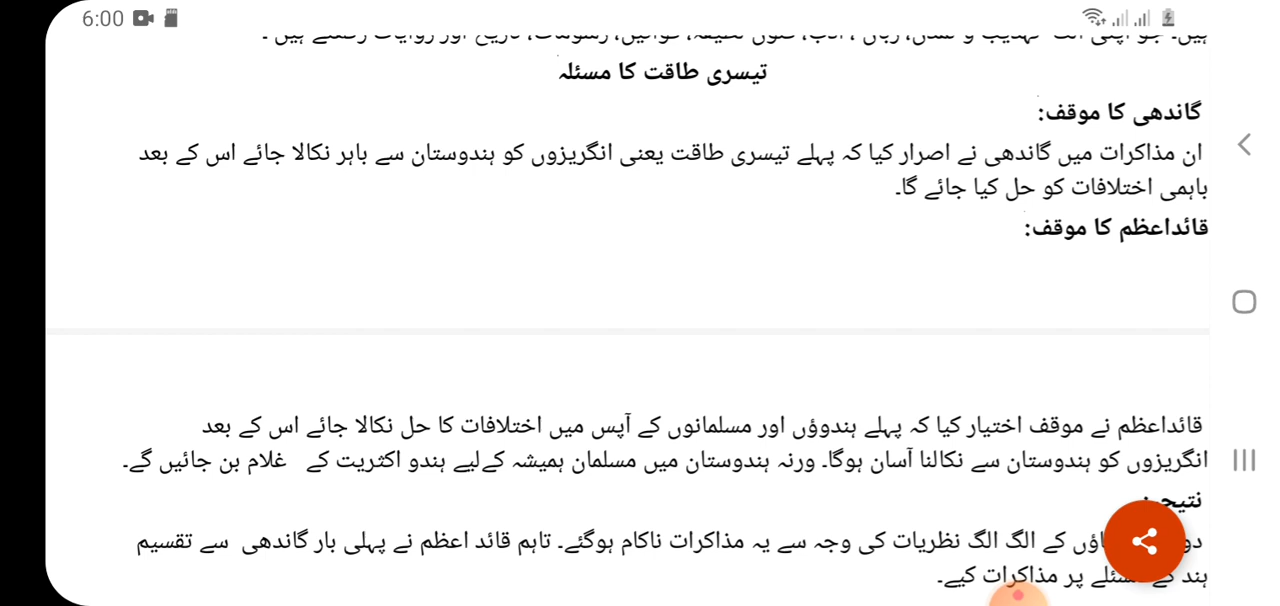 6:00
تیسری طاقت کا مسئلہ
گاندھی کا موقف:
ان مذاکرات میں گاندھی نے اصرار کیا کہ پہلے تیسری طاقت یعنی انگریزوں کو ہندوستان سے باہر نکالا جائے اس کے بعد
باہمی اختلافات کو حل کیا جائے گا۔
قائداعظم کا موقف:
قائداعظم نے موقف اختیار کیا کہ پہلے ہندوؤں اور مسلمانوں کے آپس میں اختلافات کا حل نکالا جائے اس کے بعد
انگریزوں کو ہندوستان سے نکالنا آسان ہوگا۔ ورنہ ہندوستان میں مسلمان ہمیشہ کےلیے ہندو اکثریت کے غلام بن جائیں گے۔
کے الگ الگ نظریات کی وجہ سے یہ مذاکرات ناکام ہوگئے۔ تاہم قائد اعظم نے پہلی بار گاندھی سے تقسیم
ہند کے مسئلے پر مذاکرات کیے۔